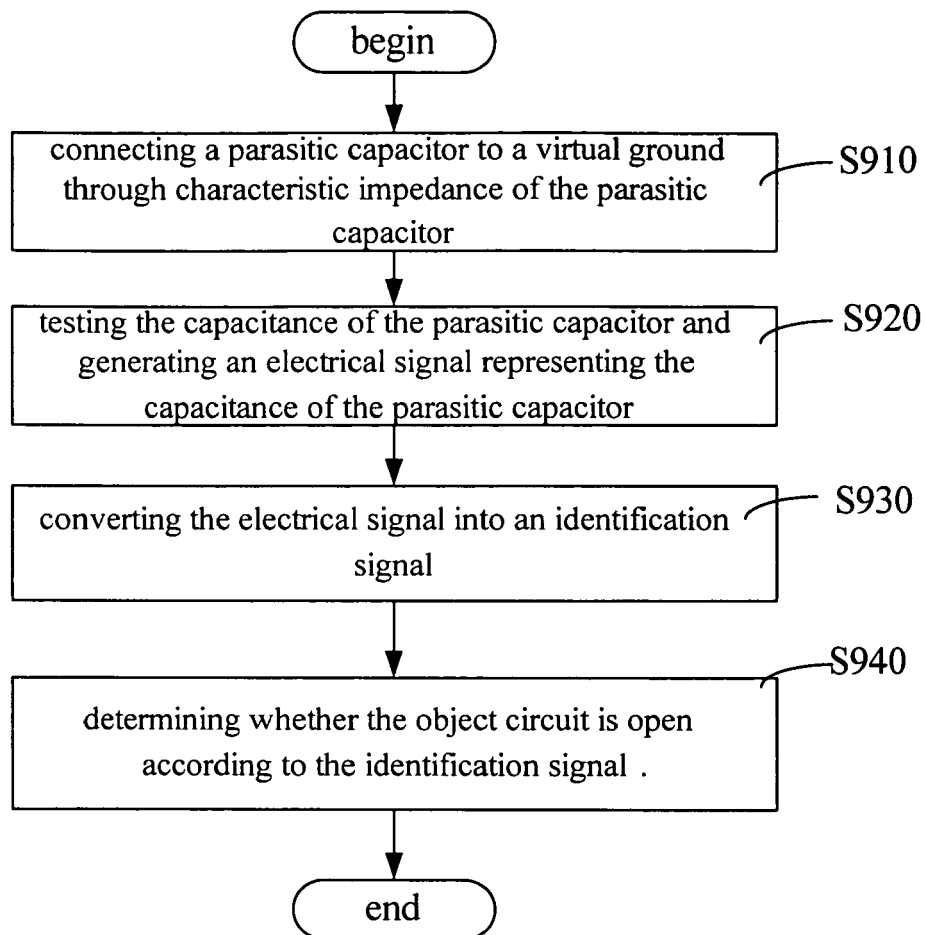 begin
connecting a parasitic capacitor to a virtual ground
through characteristic impedance of the parasitic
capacitor
S910
testing the capacitance of the parasitic capacitor and
generating an electrical signal representing the
capacitance of the parasitic capacitor
S920
converting the electrical signal into an identification
signal
S930
determining whether the object circuit is open
according to the identification signal .
S940
end